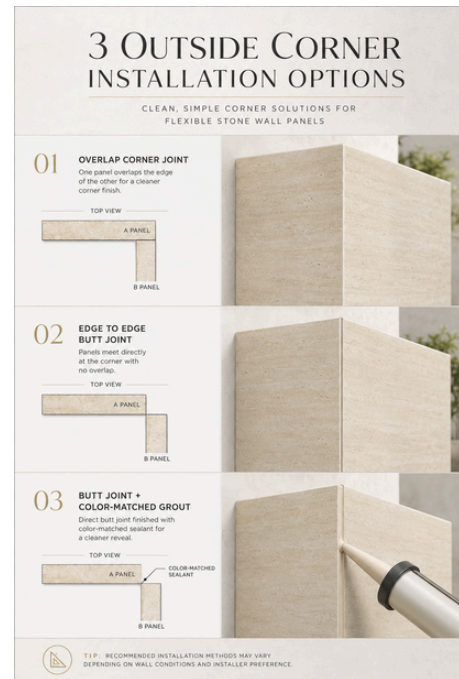 3 OUTSIDE CORNER
INSTALLATION OPTIONS
CLEAN, SIMPLE CORNER SOLUTIONS FOR
FLEXIBLE STONE WALL PANELS
01
OVERLAP CORNER JOINT
One panel overlaps the edge
of the other for a cleaner
corner finish.
TOP VIEW
A PANEL
B PANEL
02
EDGE TO EDGE
BUTT JOINT
Panels meet directly
at the corner with
no overlap.
TOP VIEW
A PANEL
B PANEL
03
BUTT JOINT +
COLOR-MATCHED GROUT
Direct butt joint finished with
color-matched sealant for
a cleaner reveal.
TOP VIEW
A PANEL
COLOR-MATCHED
SEALANT
B PANEL
TIP: RECOMMENDED INSTALLATION METHODS MAY VARY
DEPENDING ON WALL CONDITIONS AND INSTALLER PREFERENCE.